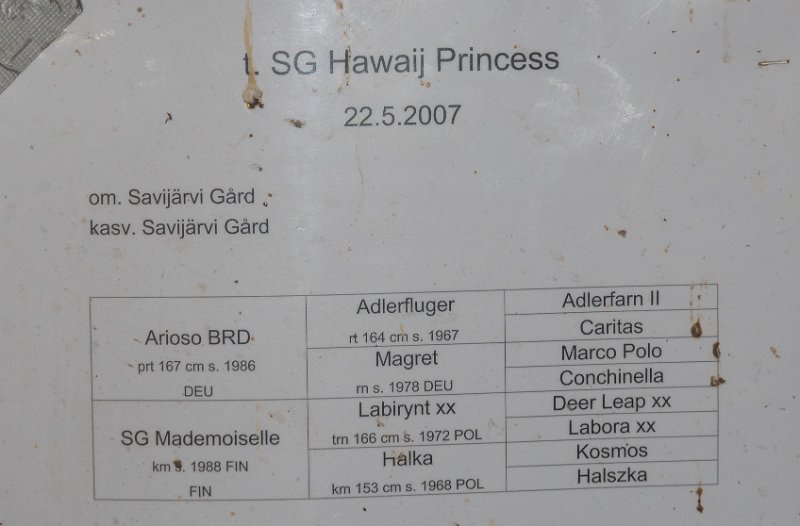 t. SG Hawaij Princess
22.5.2007
om. Savijärvi Gård
kasv. Savijärvi Gård
Arioso BRD
prt 167 cm s. 1986
DEU
Adlerfluger
rt 164 cm s. 1967
Magret
rn s. 1978 DEU
Adlerfarn II
Caritas
Marco Polo
Conchinella
SG Mademoiselle
km s. 1988 FIN
FIN
Labirynt xx
trn 166 cm s. 1972 POL
Halka
km 153 cm s. 1968 POL
Deer Leap xx
Labora xx
Kosmos
Halszka